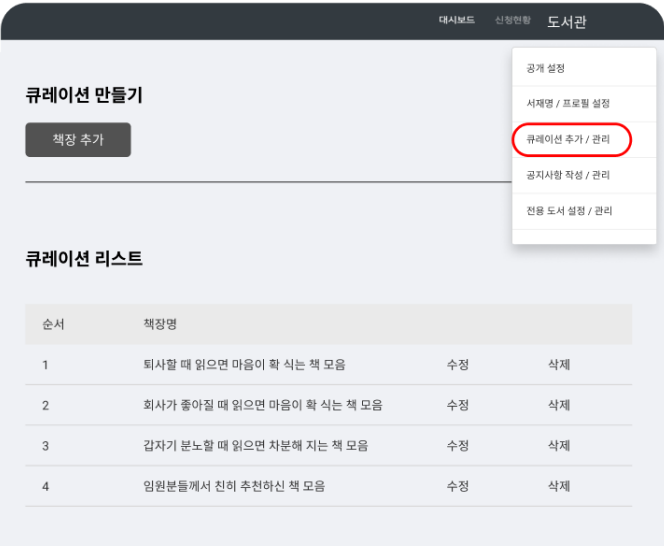 대시보드 신청현황 도서관
공개 설정
서재명 / 프로필 설정
큐레이션 추가 / 관리
공지사항 작성 / 관리
전용 도서 설정 / 관리
큐레이션 만들기
책장 추가
큐레이션 리스트
순서 책장명
1 퇴사할 때 읽으면 마음이 확 식는 책 모음 수정 삭제
2 회사가 좋아질 때 읽으면 마음이 확 식는 책 모음 수정 삭제
3 갑자기 분노할 때 읽으면 차분해 지는 책 모음 수정 삭제
4 임원분들께서 친히 추천하신 책 모음 수정 삭제